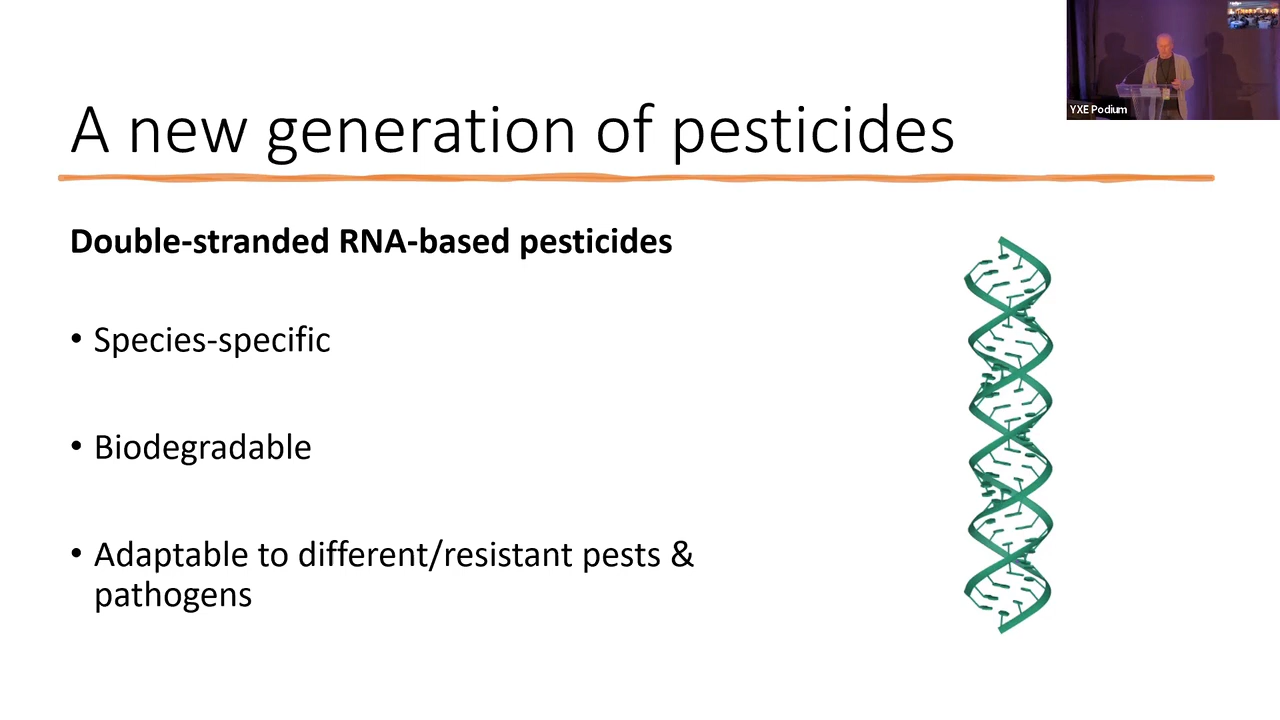 A new generation of pesticides
YXE Podium
Double-stranded RNA-based pesticides
• Species-specific
• Biodegradable
• Adaptable to different/resistant pests &
pathogens